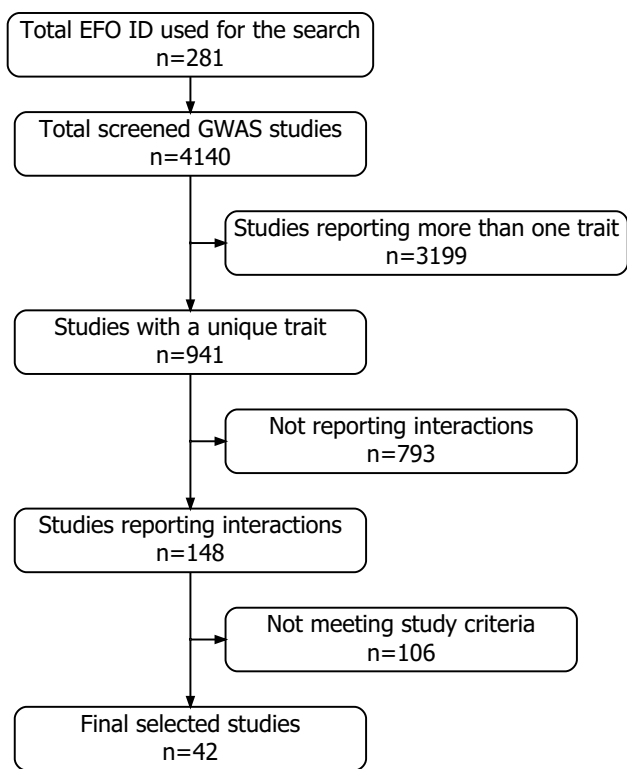 Total EFO ID used for the search
n=281
Total screened GWAS studies
n=4140
Studies reporting more than one trait
n=3199
Studies with a unique trait
n=941
Not reporting interactions
n=793
Studies reporting interactions
n=148
Not meeting study criteria
n=106
Final selected studies
n=42